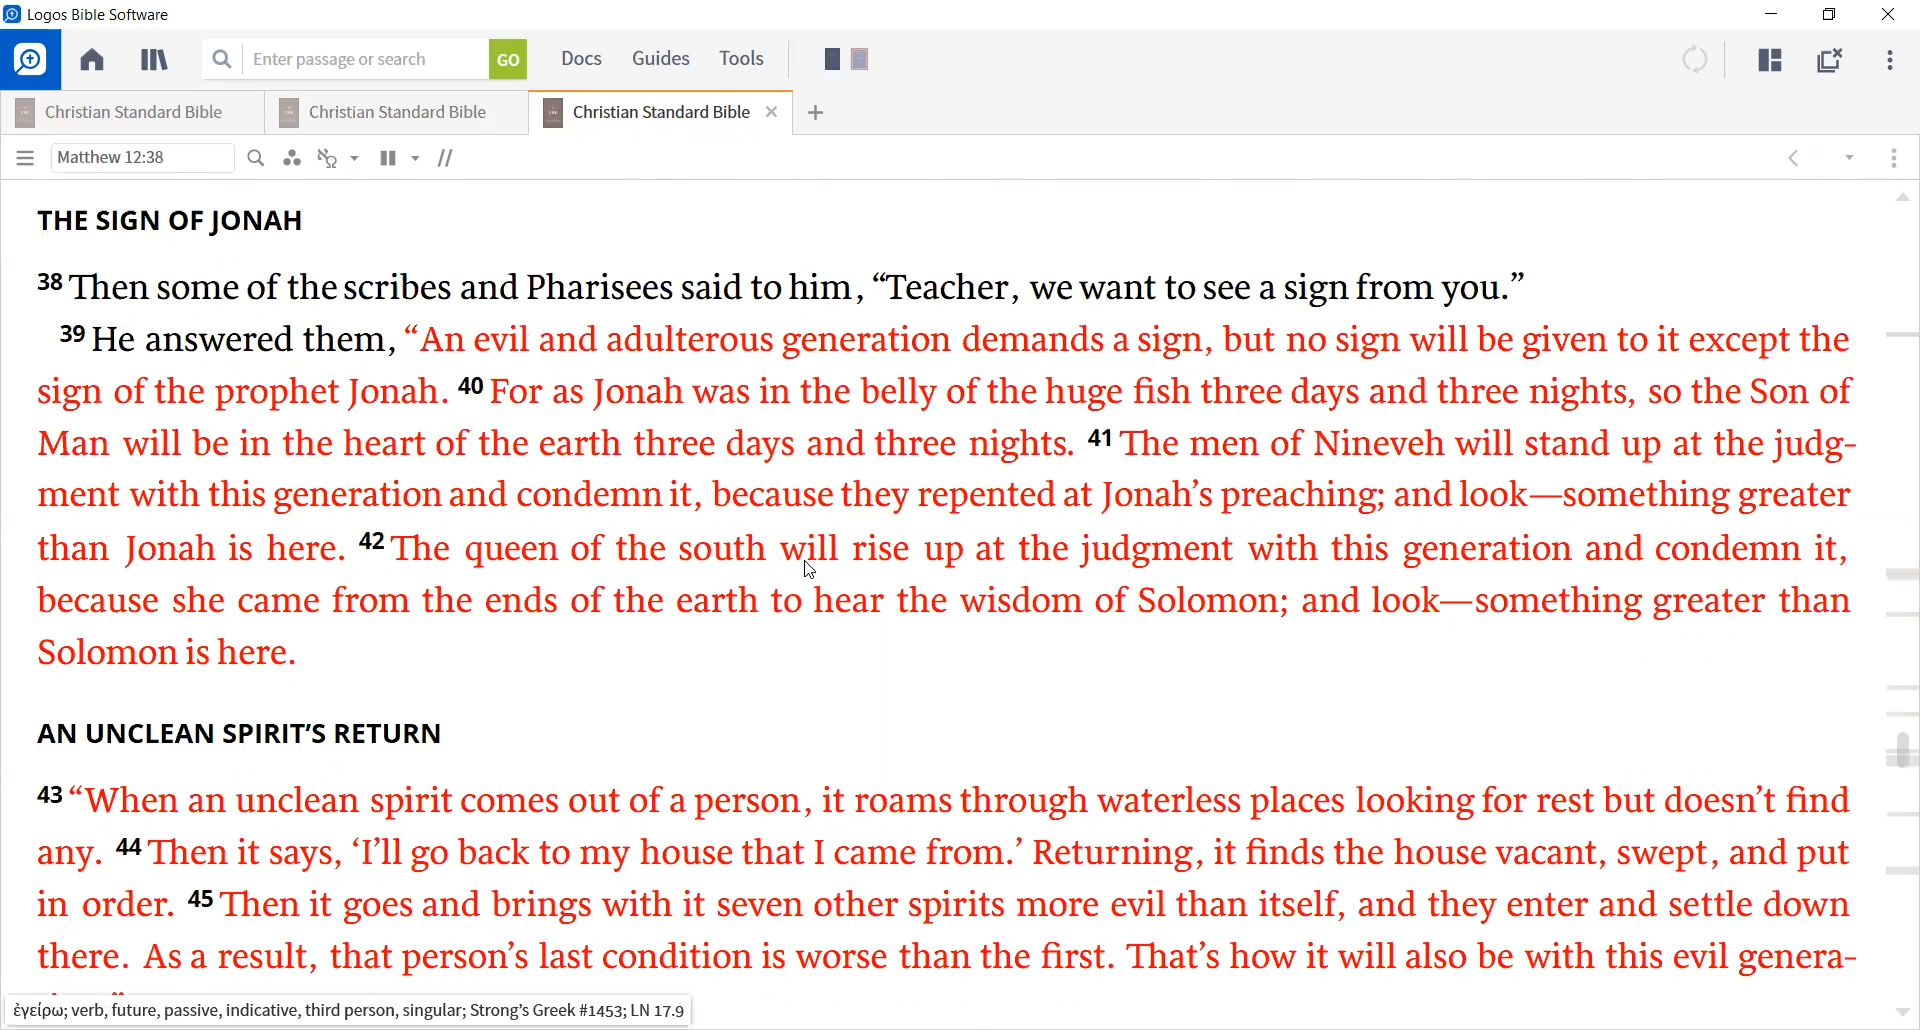 Logos Bible Software
Enter passage or search GO Docs Guides Tools
Christian Standard Bible Christian Standard Bible Christian Standard Bible
Matthew 12:38
THE SIGN OF JONAH
38 Then some of the scribes and Pharisees said to him, “Teacher, we want to see a sign from you.”
39 He answered them, “An evil and adulterous generation demands a sign, but no sign will be given to it except the
sign of the prophet Jonah. 40 For as Jonah was in the belly of the huge fish three days and three nights, so the Son of
Man will be in the heart of the earth three days and three nights. 41 The men of Nineveh will stand up at the judg-
ment with this generation and condemn it, because they repented at Jonah’s preaching; and look—something greater
than Jonah is here. 42 The queen of the south will rise up at the judgment with this generation and condemn it,
because she came from the ends of the earth to hear the wisdom of Solomon; and look—something greater than
Solomon is here.
AN UNCLEAN SPIRIT’S RETURN
43 “When an unclean spirit comes out of a person, it roams through waterless places looking for rest but doesn’t find
any. 44 Then it says, ‘I’ll go back to my house that I came from.’ Returning, it finds the house vacant, swept, and put
in order. 45 Then it goes and brings with it seven other spirits more evil than itself, and they enter and settle down
there. As a result, that person’s last condition is worse than the first. That’s how it will also be with this evil genera-
ἐγείρω; verb, future, passive, indicative, third person, singular; Strong’s Greek #1453; LN 17.9